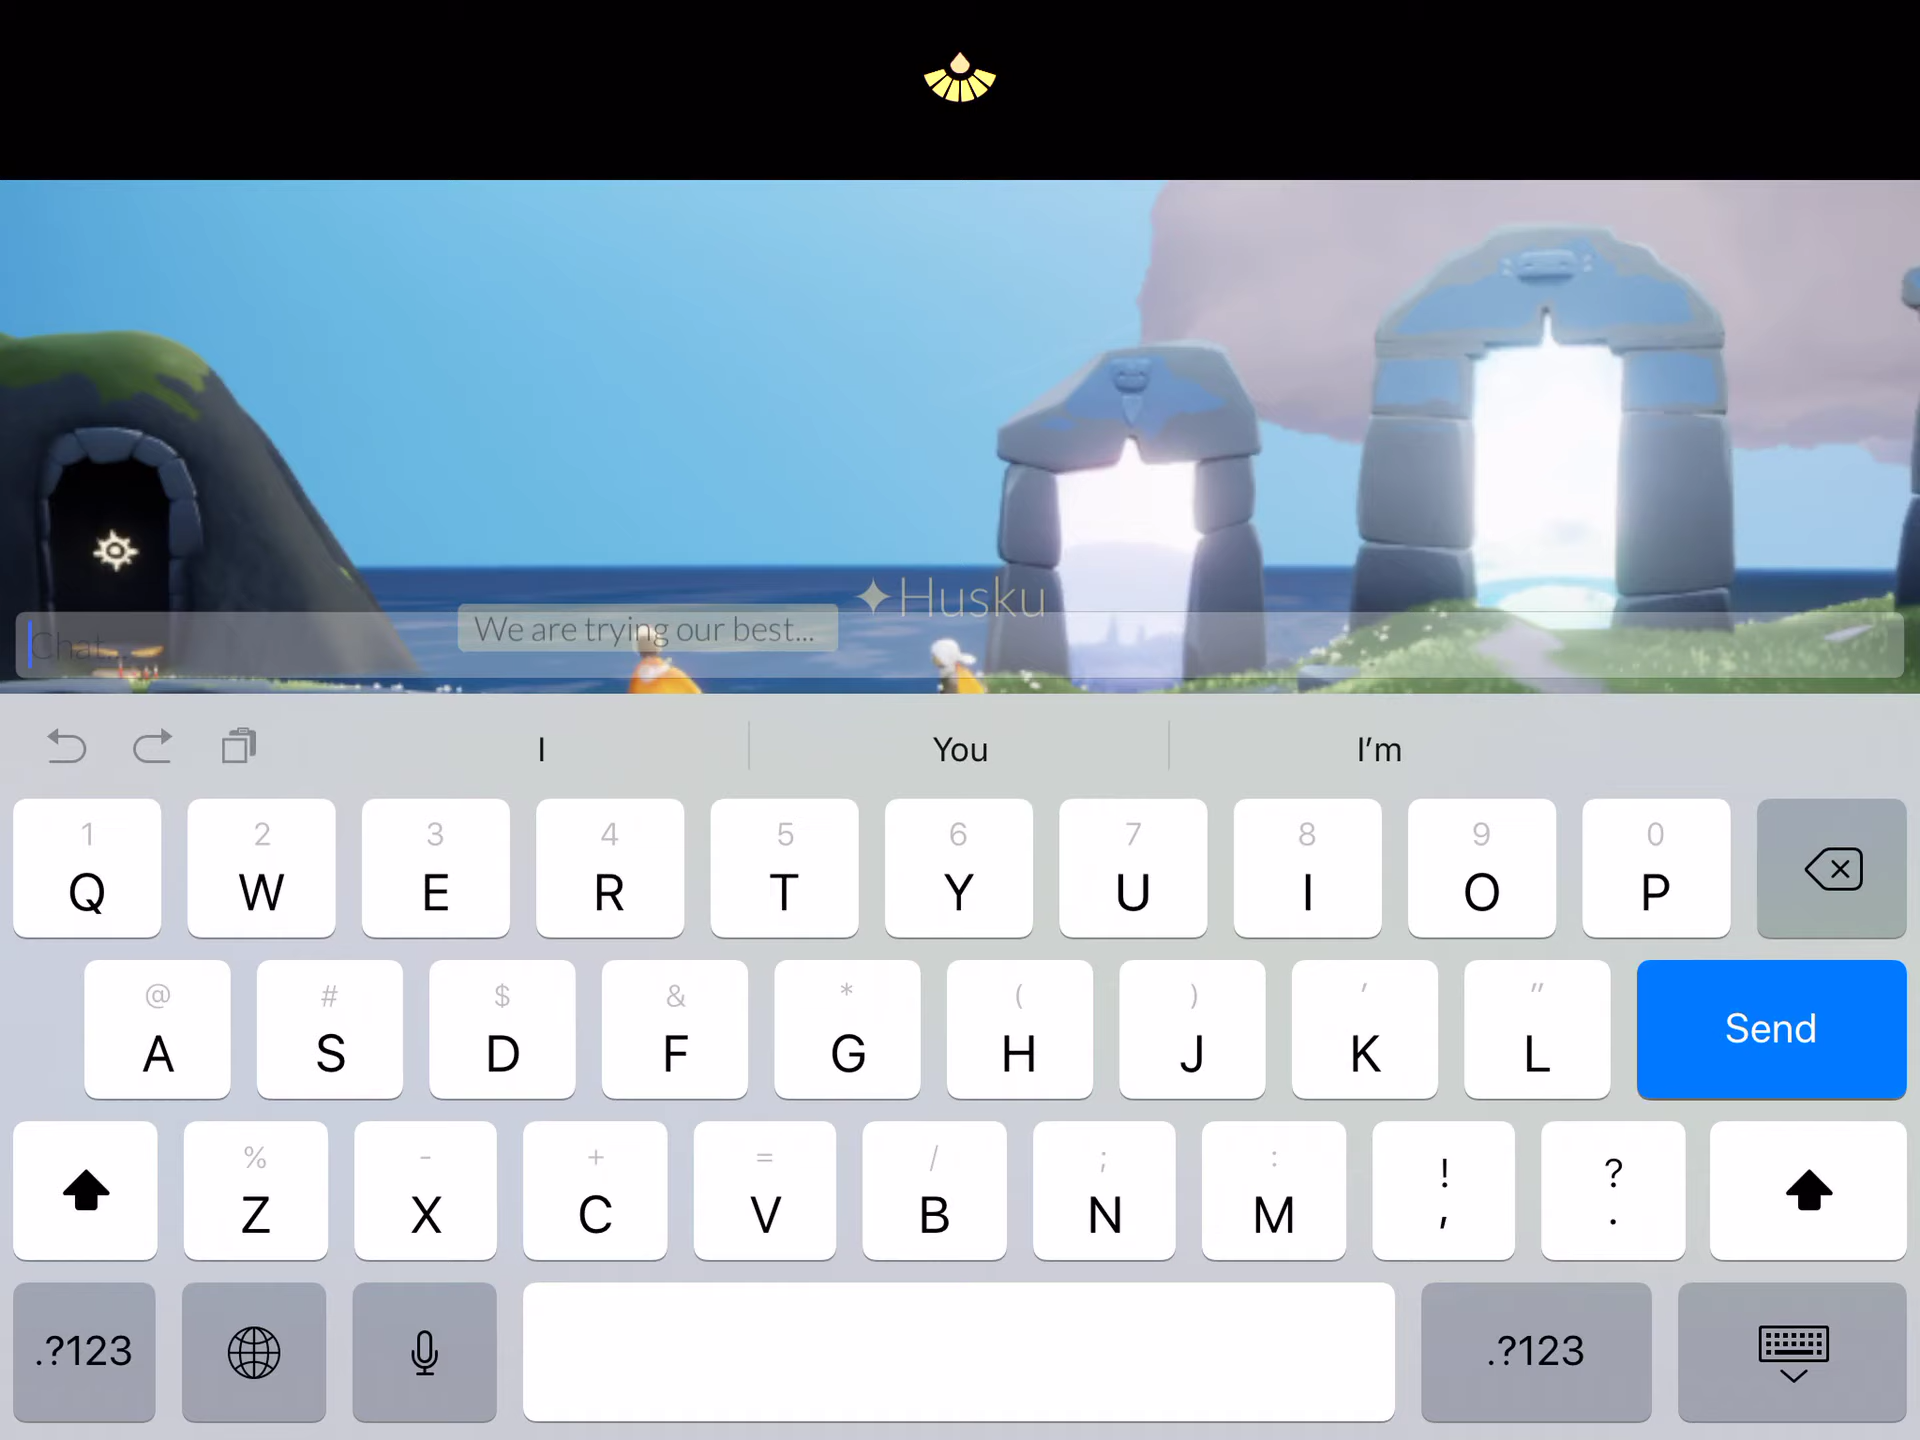 ✦Husku
We are trying our best...
Chat...
I You I'm
1 2 3 4 5 6 7 8 9 0
Q W E R T Y U I O P
@ # $ & * ( ) ' "
A S D F G H J K L Send
% - + = / ; : ! ?
Z X C V B N M , .
.?123 .?123